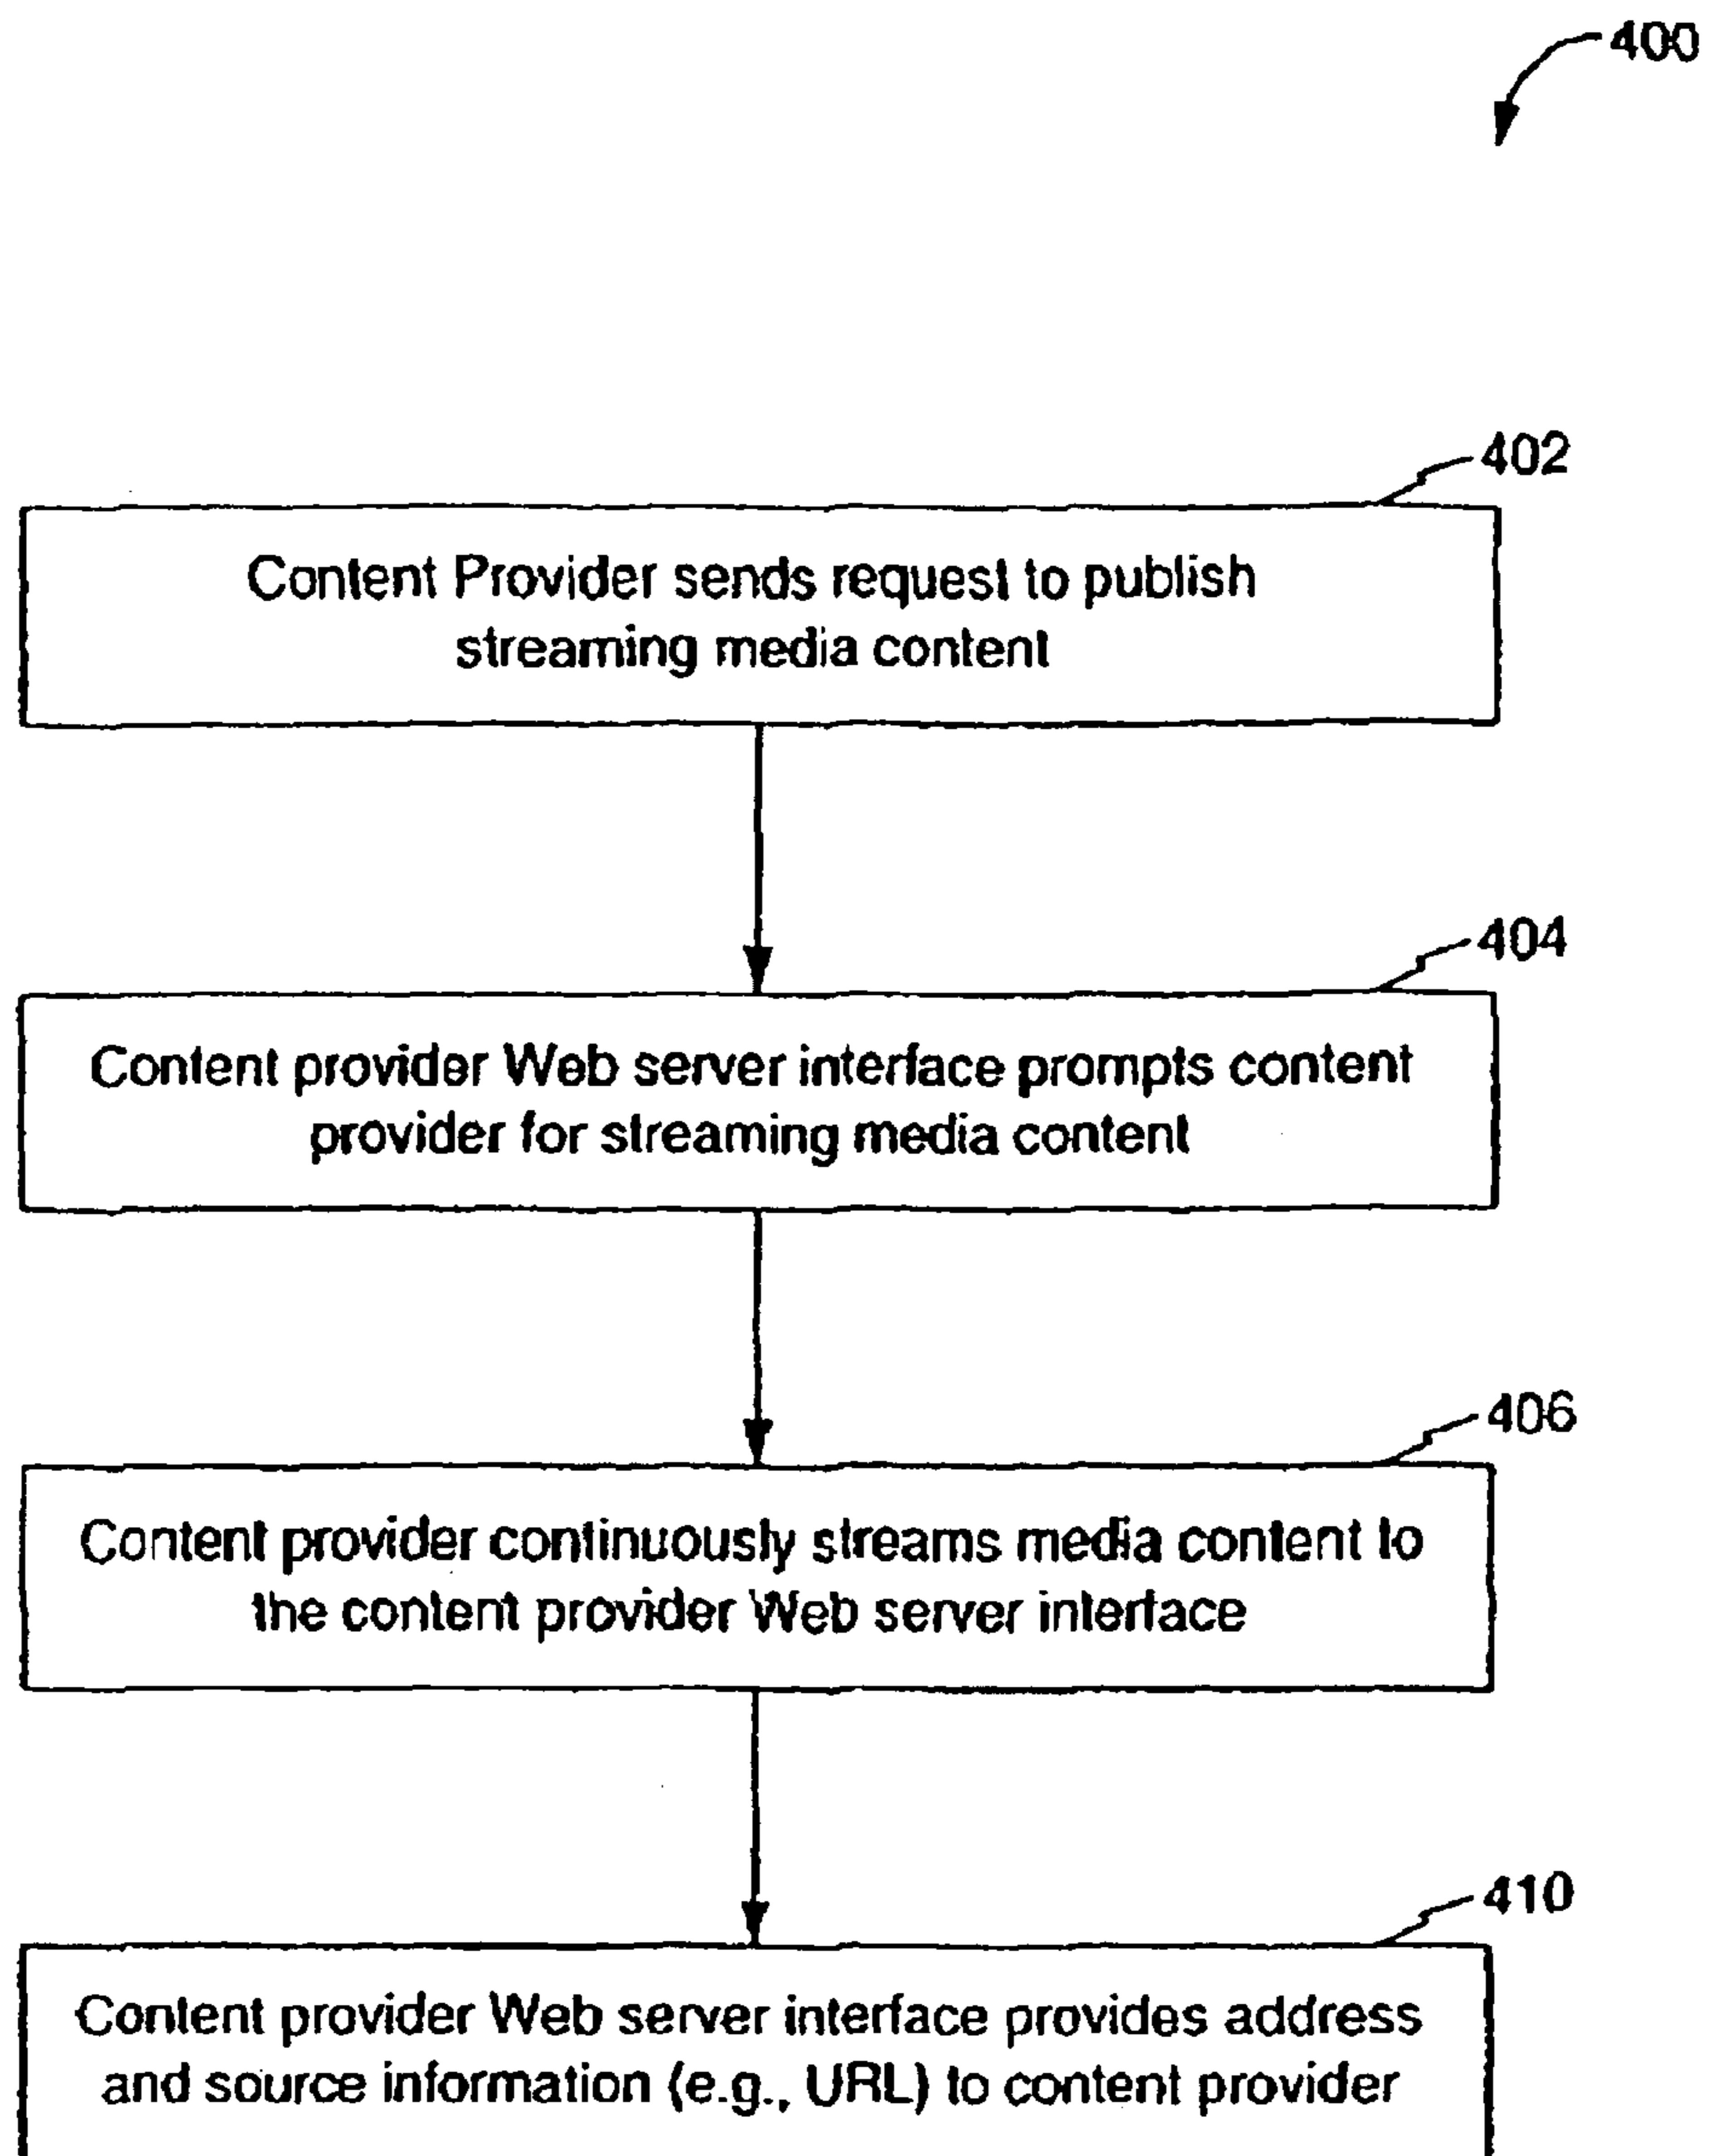 400
402
Content Provider sends request to publish
streaming media content
404
Content provider Web server interface prompts content
provider for streaming media content
406
Content provider continuously streams media content to
the content provider Web server interface
410
Content provider Web server interface provides address
and source information (e.g., URL) to content provider